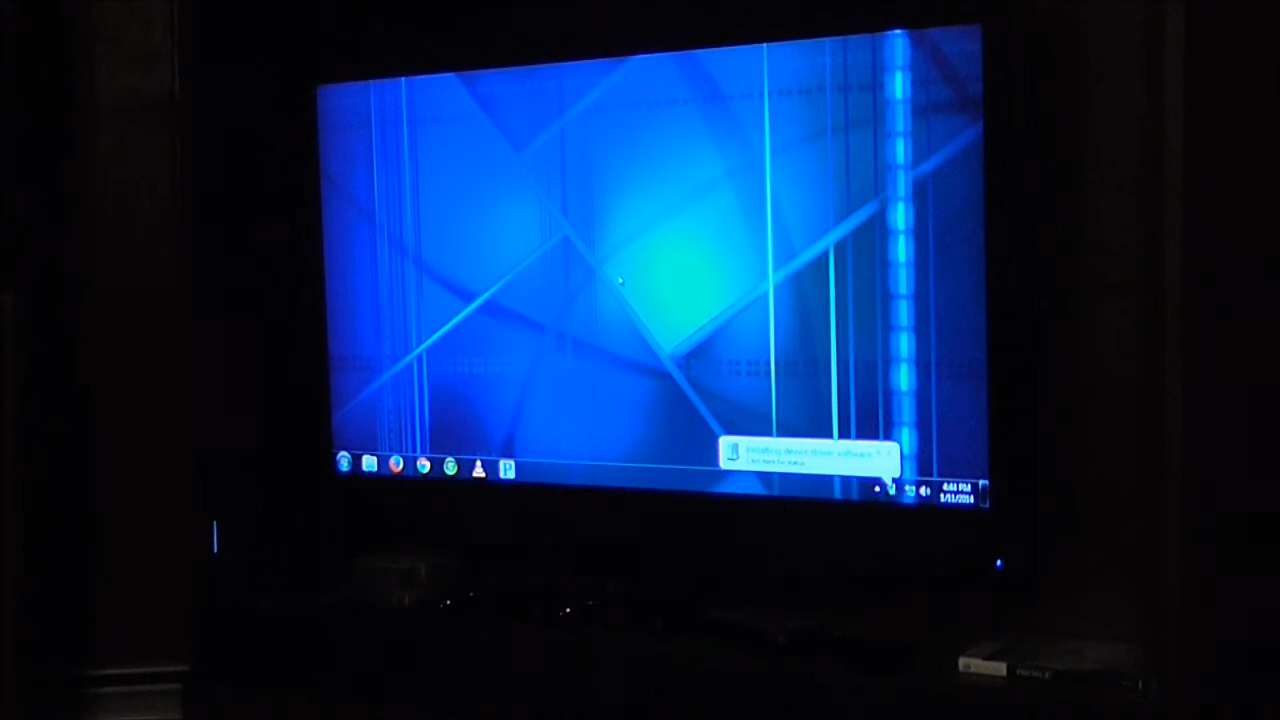 Installing device driver software
Click here for status.
P
4:44 PM
1/11/2014